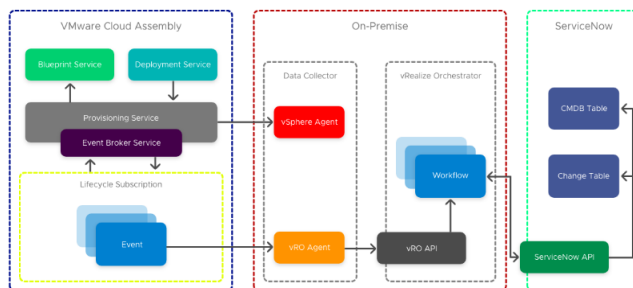 VMware Cloud Assembly
On-Premise
ServiceNow
Blueprint Service
Deployment Service
Data Collector
vRealize Orchestrator
Provisioning Service
vSphere Agent
CMDB Table
Event Broker Service
Lifecycle Subscription
Workflow
Change Table
Event
vRO Agent
vRO API
ServiceNow API